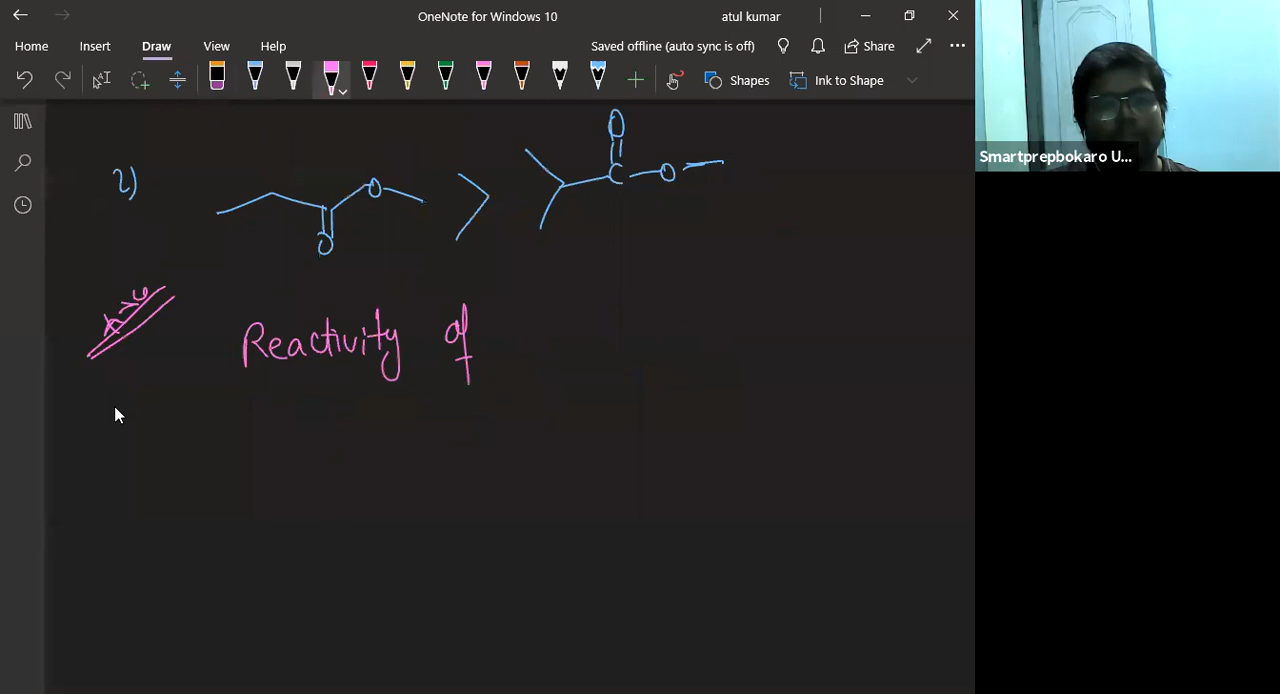 OneNote for Windows 10
atul kumar
Home Insert Draw View Help
Saved offline (auto sync is off)
Share
Shapes
Ink to Shape
Smartprepbokaro U...
O
2) O > C O
O
Reactivity of